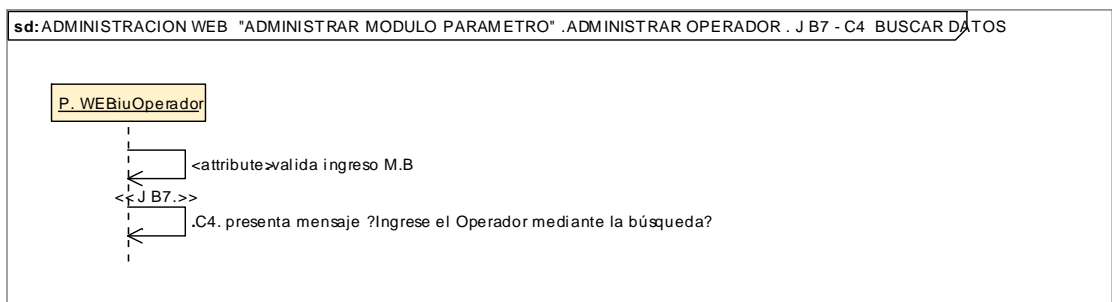 sd: ADMINISTRACION WEB "ADMINISTRAR MODULO PARAMETRO" .ADMINISTRAR OPERADOR . J B7 - C4 BUSCAR DATOS
P. WEBiuOperador
<attribute>valida ingreso M.B
<<J B7.>>
.C4. presenta mensaje ?Ingrese el Operador mediante la búsqueda?